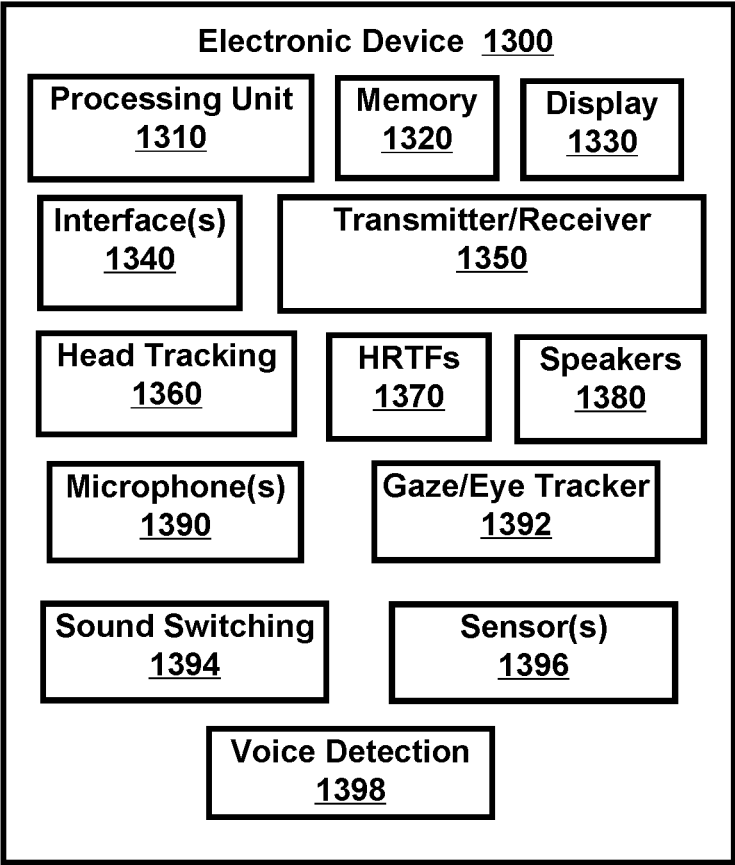 Electronic Device 1300
Processing Unit
1310
Memory
1320
Display
1330
Interface(s)
1340
Transmitter/Receiver
1350
Head Tracking
1360
HRTFs
1370
Speakers
1380
Microphone(s)
1390
Gaze/Eye Tracker
1392
Sound Switching
1394
Sensor(s)
1396
Voice Detection
1398